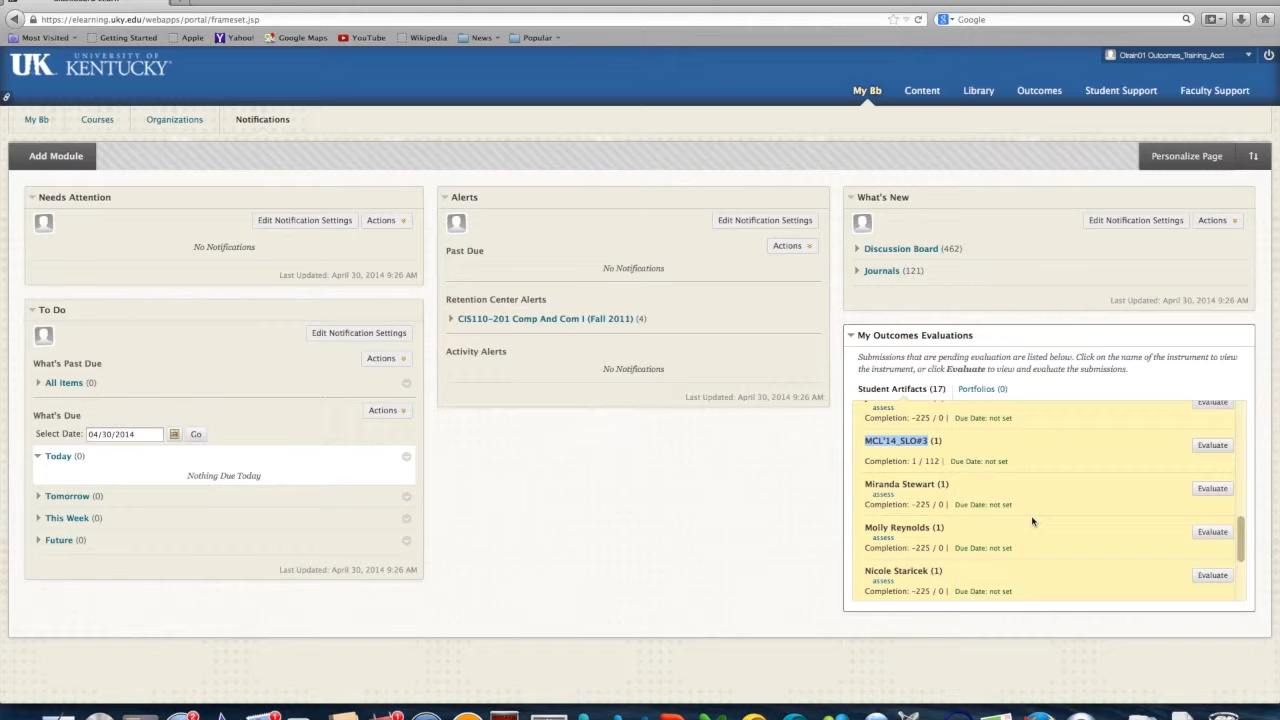 https://elearning.uky.edu/webapps/portal/frameset.jsp
Google
Most Visited
Getting Started
Apple
Yahoo!
Google Maps
YouTube
Wikipedia
News
Popular
UK UNIVERSITY OF KENTUCKY
Otrain01 Outcomes_Training_Acct
My Bb
Content
Library
Outcomes
Student Support
Faculty Support
My Bb
Courses
Organizations
Notifications
Add Module
Personalize Page
Needs Attention
Edit Notification Settings
Actions
No Notifications
Last Updated: April 30, 2014 9:26 AM
To Do
Edit Notification Settings
What's Past Due
Actions
All Items (0)
What's Due
Actions
Select Date: 04/30/2014 Go
Today (0)
Nothing Due Today
Tomorrow (0)
This Week (0)
Future (0)
Last Updated: April 30, 2014 9:26 AM
Alerts
Edit Notification Settings
Past Due
Actions
No Notifications
Retention Center Alerts
CIS110-201 Comp And Com I (Fall 2011) (4)
Activity Alerts
No Notifications
Last Updated: April 30, 2014 9:26 AM
What's New
Edit Notification Settings
Actions
Discussion Board (462)
Journals (121)
Last Updated: April 30, 2014 9:26 AM
My Outcomes Evaluations
Submissions that are pending evaluation are listed below. Click on the name of the instrument to view
the instrument, or click Evaluate to view and evaluate the submissions.
Student Artifacts (17)
Portfolios (0)
assess
Evaluate
Completion: -225 / 0 | Due Date: not set
MCL'14_SLO#3 (1)
Evaluate
Completion: 1 / 112 | Due Date: not set
Miranda Stewart (1)
Evaluate
assess
Completion: -225 / 0 | Due Date: not set
Molly Reynolds (1)
Evaluate
assess
Completion: -225 / 0 | Due Date: not set
Nicole Staricek (1)
Evaluate
assess
Completion: -225 / 0 | Due Date: not set